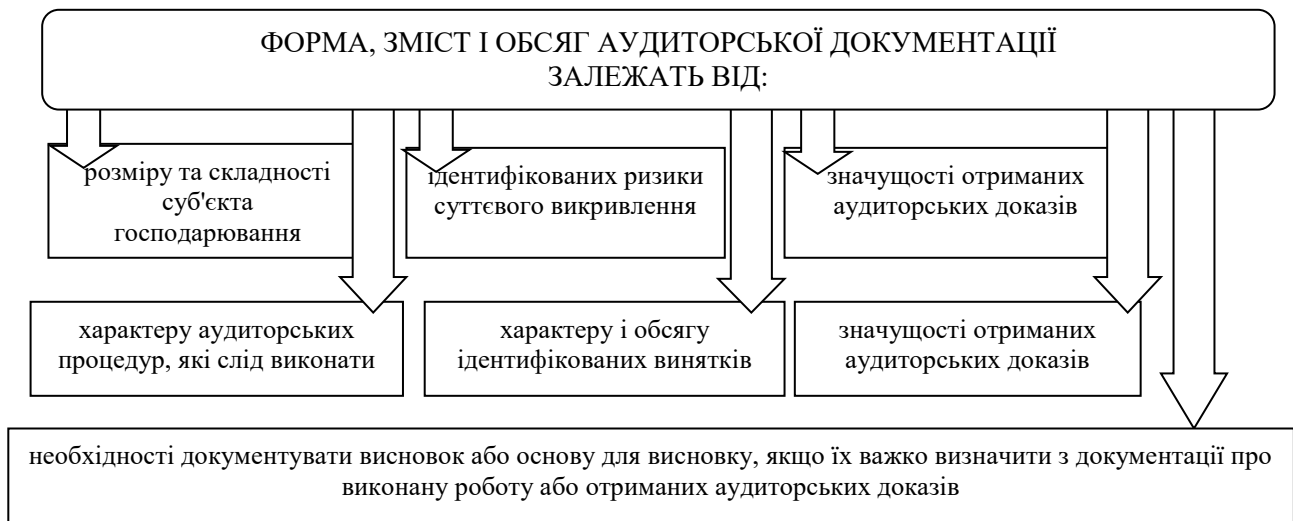 ФОРМА, ЗМІСТ І ОБСЯГ АУДИТОРСЬКОЇ ДОКУМЕНТАЦІЇ
ЗАЛЕЖАТЬ ВІД:
розміру та складності
суб'єкта
господарювання
ідентифікованих ризики
суттєвого викривлення
значущості отриманих
аудиторських доказів
характеру аудиторських
процедур, які слід виконати
характеру і обсягу
ідентифікованих винятків
значущості отриманих
аудиторських доказів
необхідності документувати висновок або основу для висновку, якщо їх важко визначити з документації про
виконану роботу або отриманих аудиторських доказів